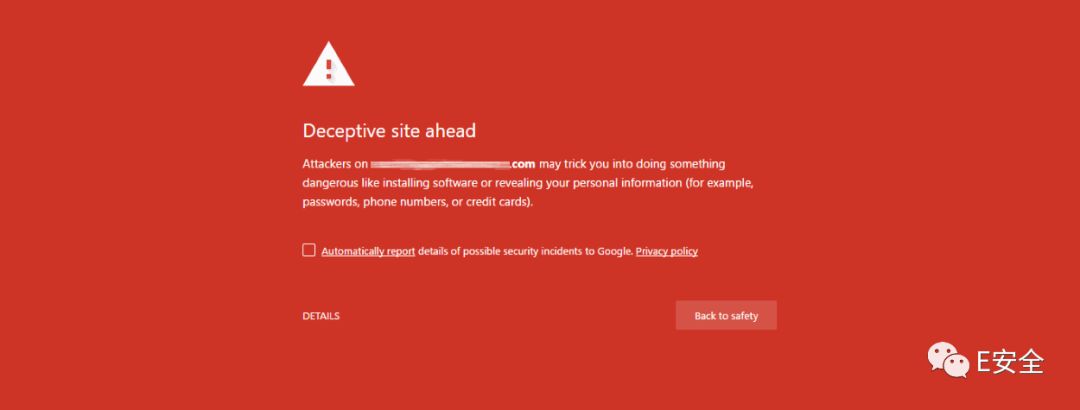 Deceptive site ahead
Attackers on .com may trick you into doing something
dangerous like installing software or revealing your personal information (for example,
passwords, phone numbers, or credit cards).
Automatically report details of possible security incidents to Google. Privacy policy
DETAILS
Back to safety
E安全